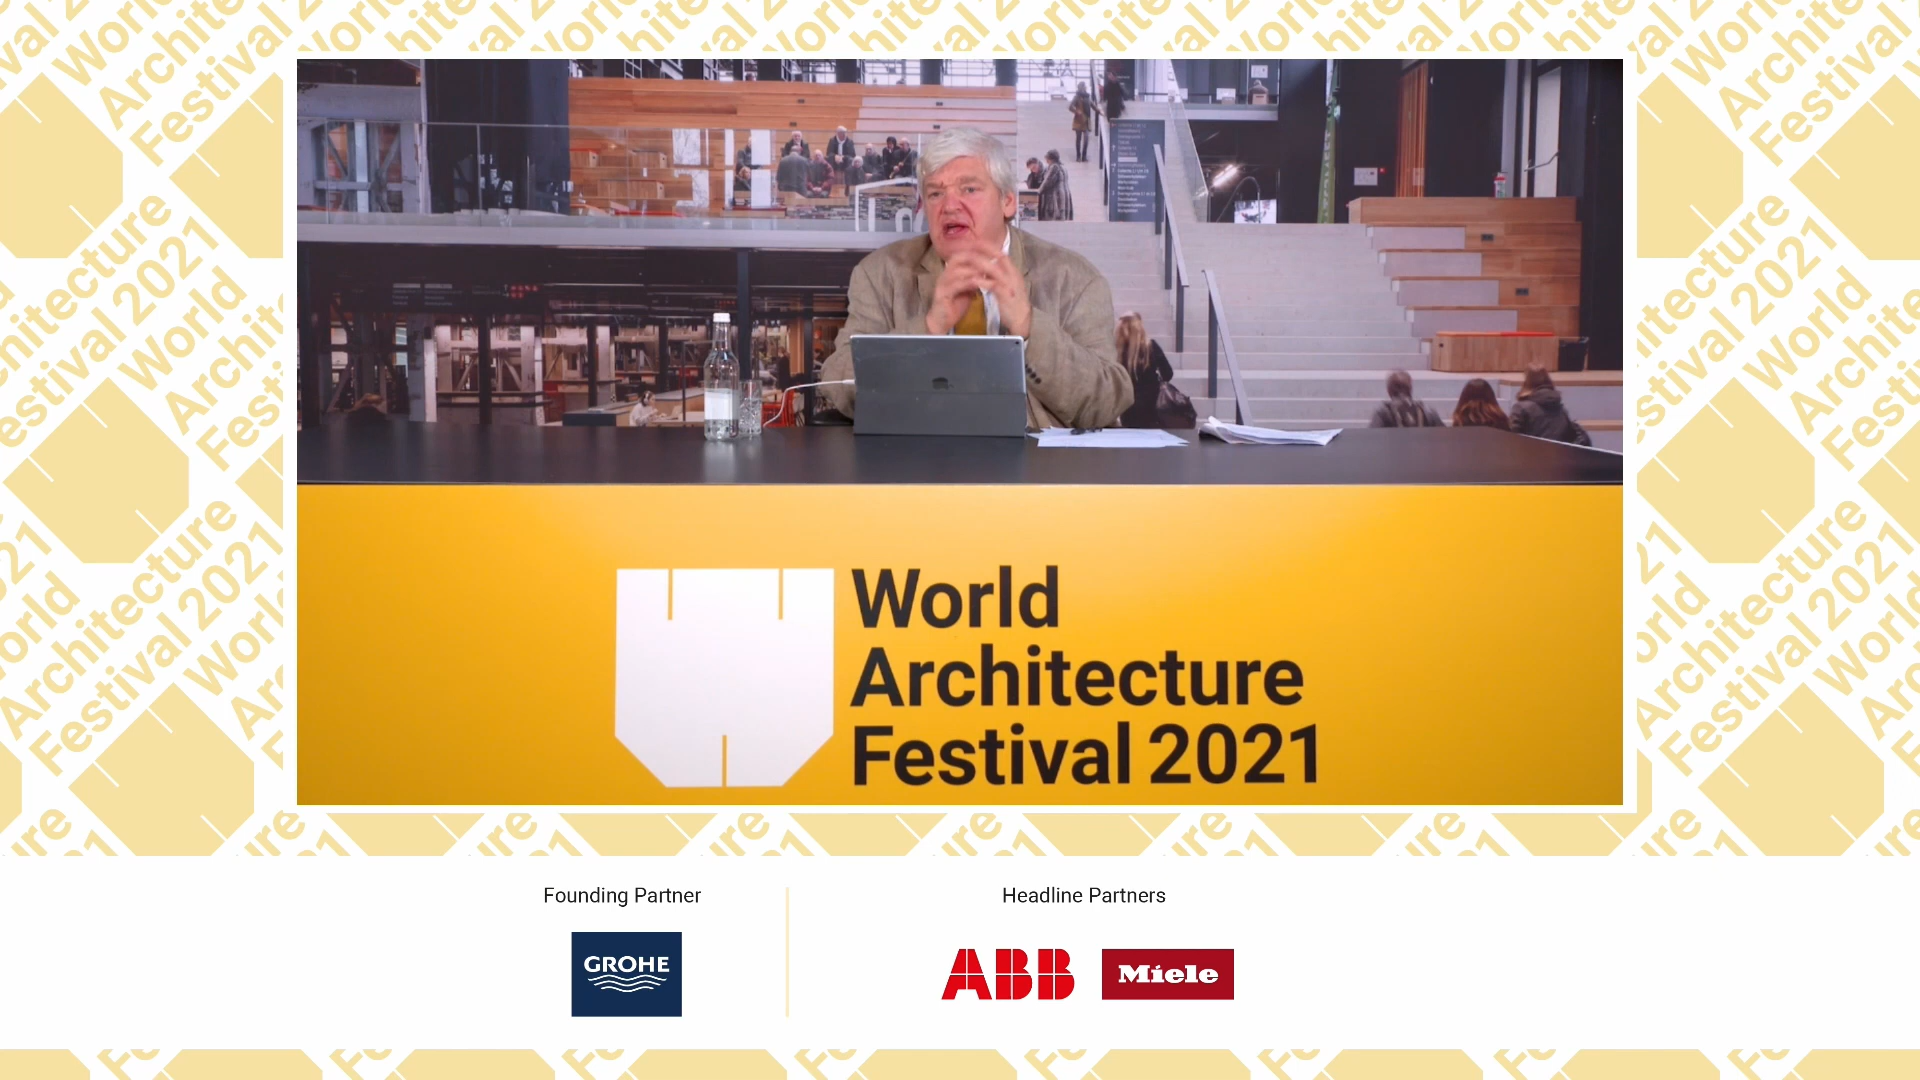 World
Architecture
Festival 2021
Founding Partner
Headline Partners
GROHE
ABB
Miele